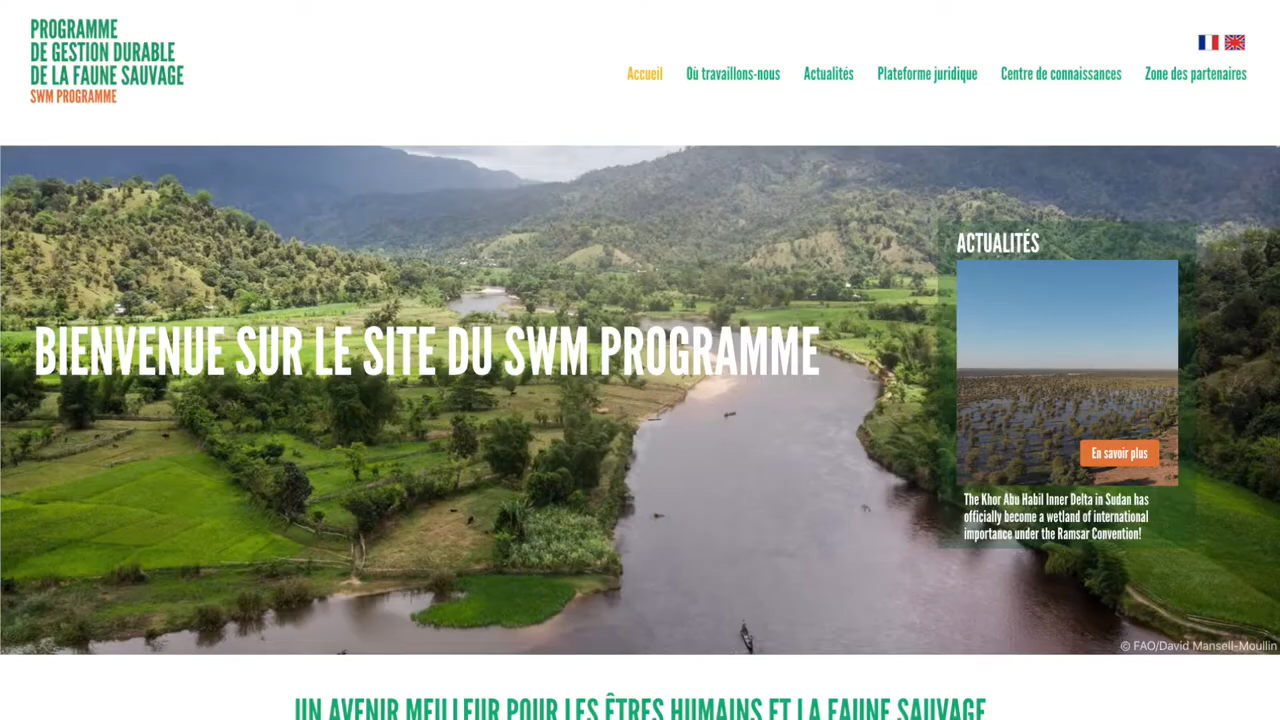 PROGRAMME
DE GESTION DURABLE
DE LA FAUNE SAUVAGE
SWM PROGRAMME
Accueil
Où travaillons-nous
Actualités
Plateforme juridique
Centre de connaissances
Zone des partenaires
ACTUALITÉS
BIENVENUE SUR LE SITE DU SWM PROGRAMME
En savoir plus
The Khor Abu Habil Inner Delta in Sudan has
officially become a wetland of international
importance under the Ramsar Convention!
© FAO/David Mansell-Moullin
UN AVENIR MEILLEUR POUR LES ÊTRES HUMAINS ET LA FAUNE SAUVAGE